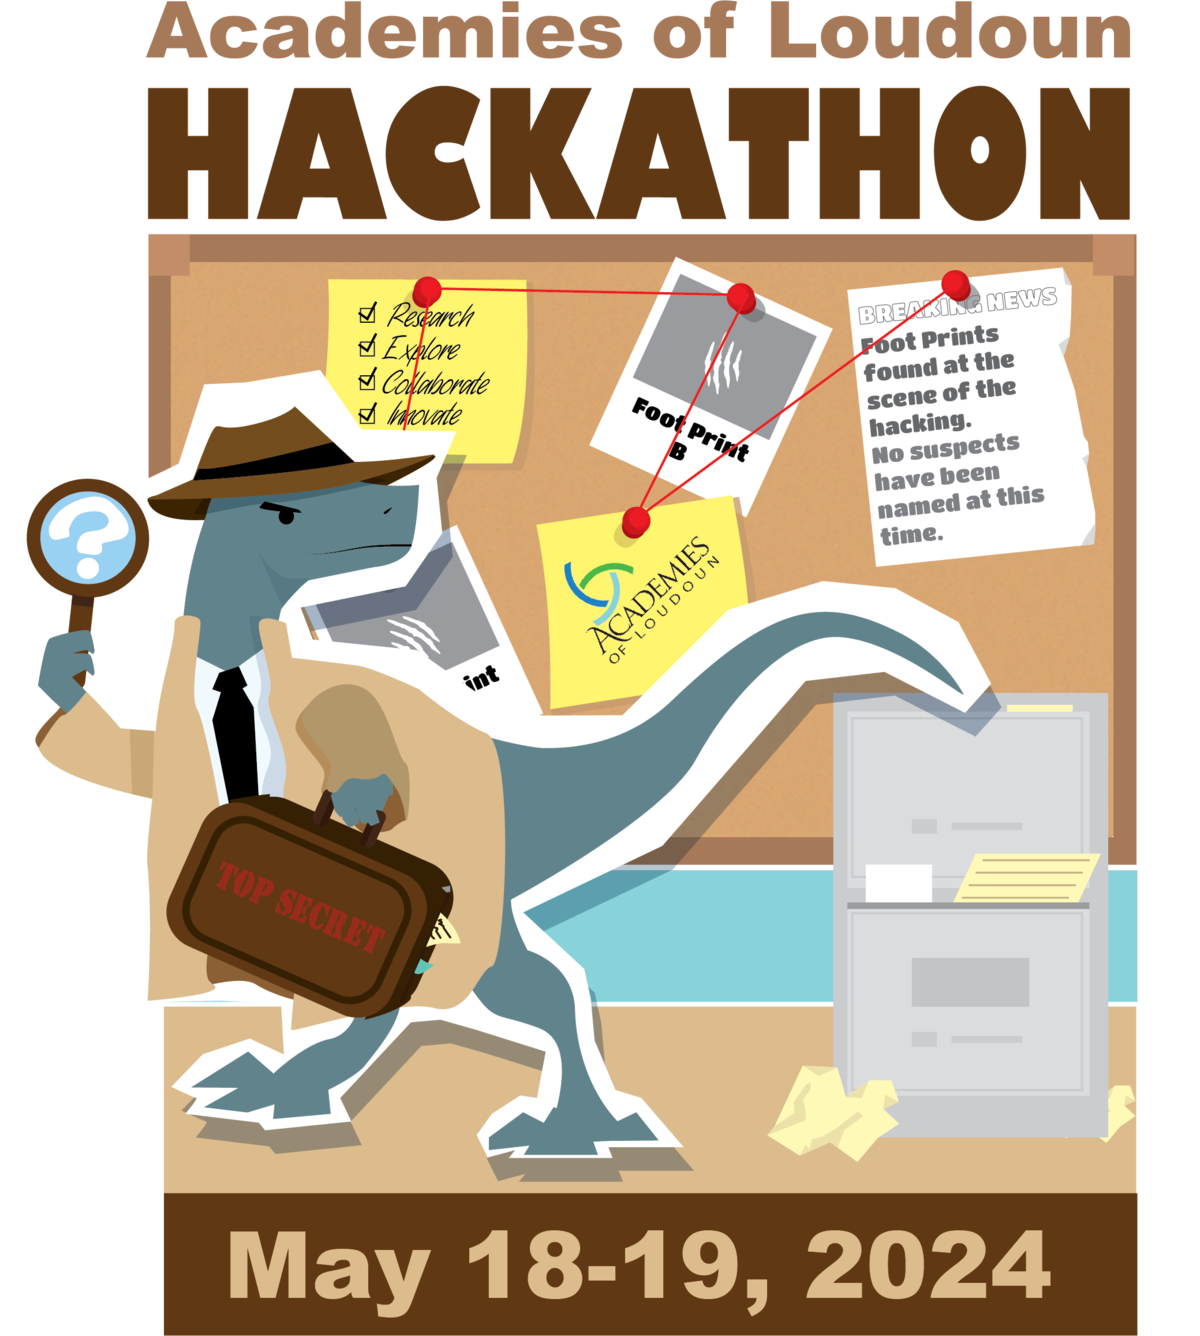 Academies of Loudoun
HACKATHON
Research
Explore
Collaborate
Innovate
Foot Print
B
BREAKING NEWS
Foot Prints
found at the
scene of the
hacking.
No suspects
have been
named at this
time.
ACADEMIES
OF LOUDOUN
int
?
TOP SECRET
May 18-19, 2024